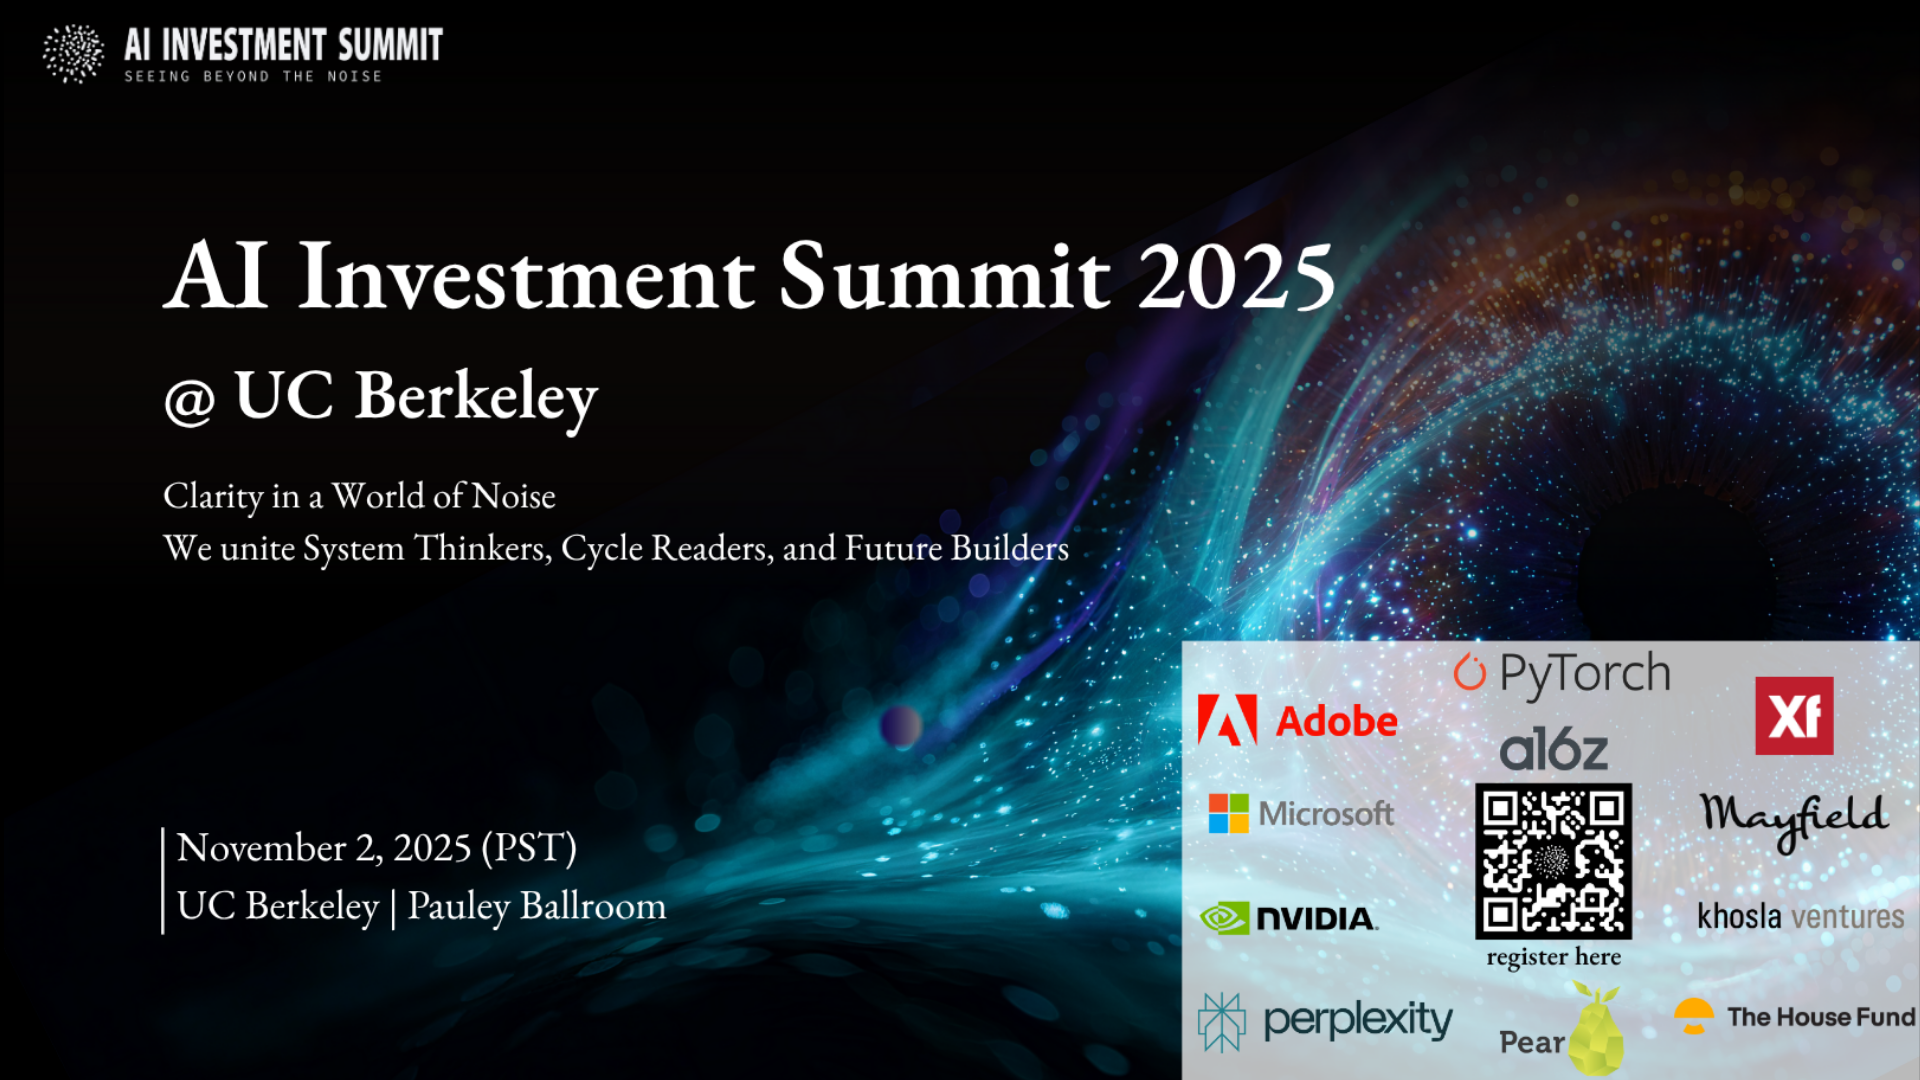 AI INVESTMENT SUMMIT
SEEING BEYOND THE NOISE
AI Investment Summit 2025
@ UC Berkeley
Clarity in a World of Noise
We unite System Thinkers, Cycle Readers, and Future Builders
November 2, 2025 (PST)
UC Berkeley | Pauley Ballroom
PyTorch
Adobe
Xf
a16z
Microsoft
Mayfield
NVIDIA.
khosla ventures
register here
perplexity
Pear
The House Fund